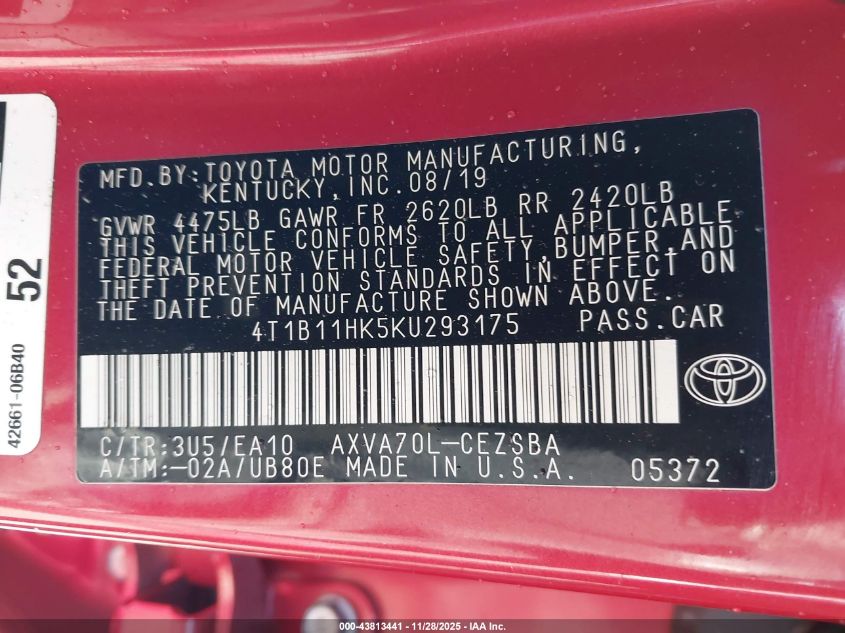 MFD.BY:TOYOTA MOTOR MANUFACTURING,
KENTUCKY,INC.08/19
GVWR 4475LB GAWR FR 2620LB RR 2420LB
THIS VEHICLE CONFORMS TO ALL APPLICABLE
FEDERAL MOTOR VEHICLE SAFETY,BUMPER,AND
THEFT PREVENTION STANDARDS IN EFFECT ON
THE DATE OF MANUFACTURE SHOWN ABOVE.
4T1B11HK5KU293175 PASS.CAR
C/TR:3U5/EA10 AXVA70L-CEZSBA
A/TM:-02A/UB80E MADE IN U.S.A. 05372
52
42661-06B40
000-43813441 - 11/28/2025 - IAA Inc.